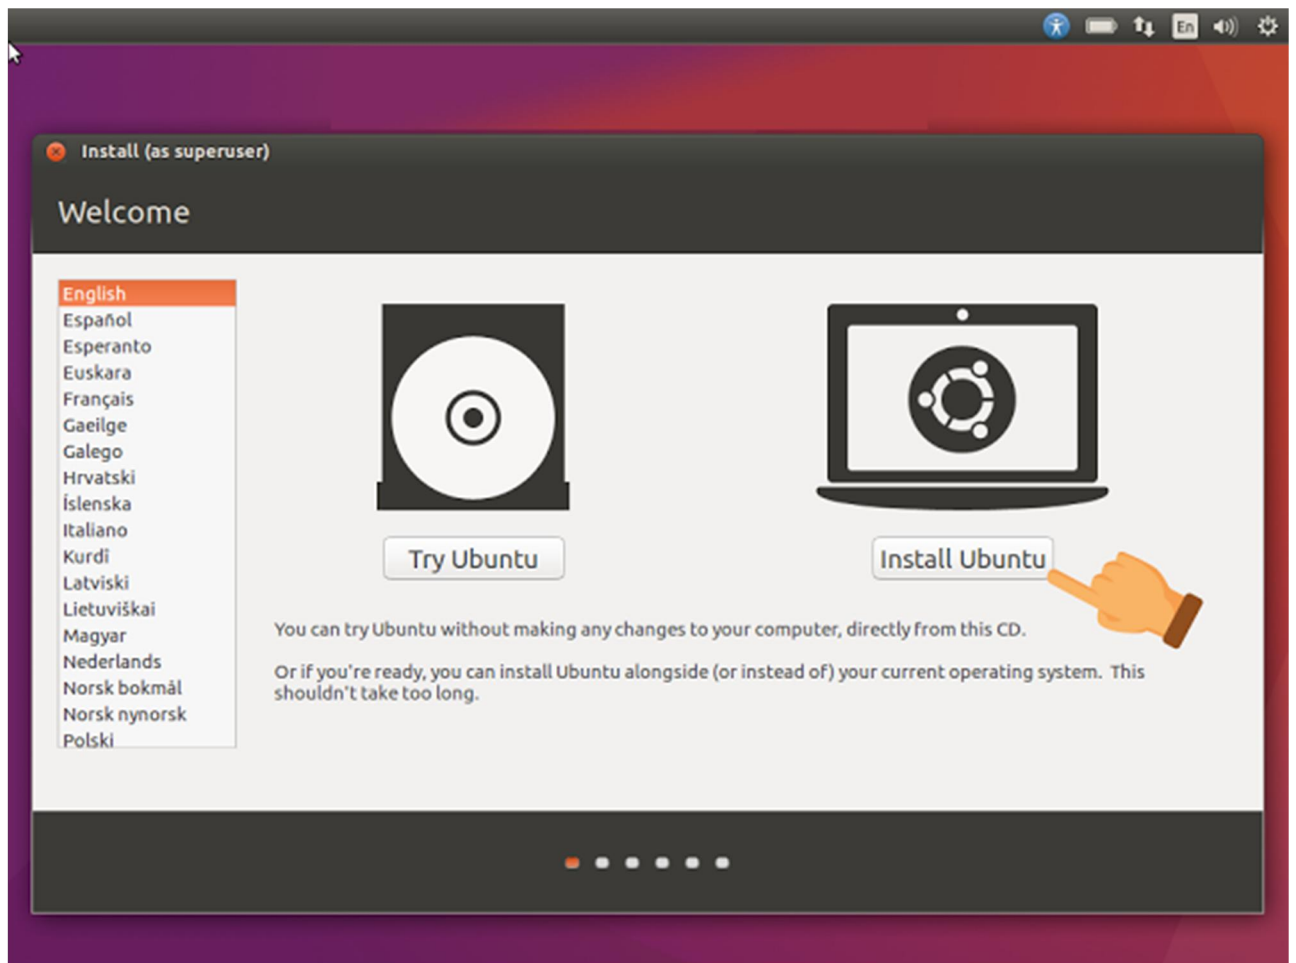 En
Install (as superuser)
Welcome
English
Español
Esperanto
Euskara
Français
Gaeilge
Galego
Hrvatski
Íslenska
Italiano
Kurdî
Latviski
Lietuviškai
Magyar
Nederlands
Norsk bokmål
Norsk nynorsk
Polski
Try Ubuntu
Install Ubuntu
You can try Ubuntu without making any changes to your computer, directly from this CD.
Or if you're ready, you can install Ubuntu alongside (or instead of) your current operating system. This
shouldn't take too long.